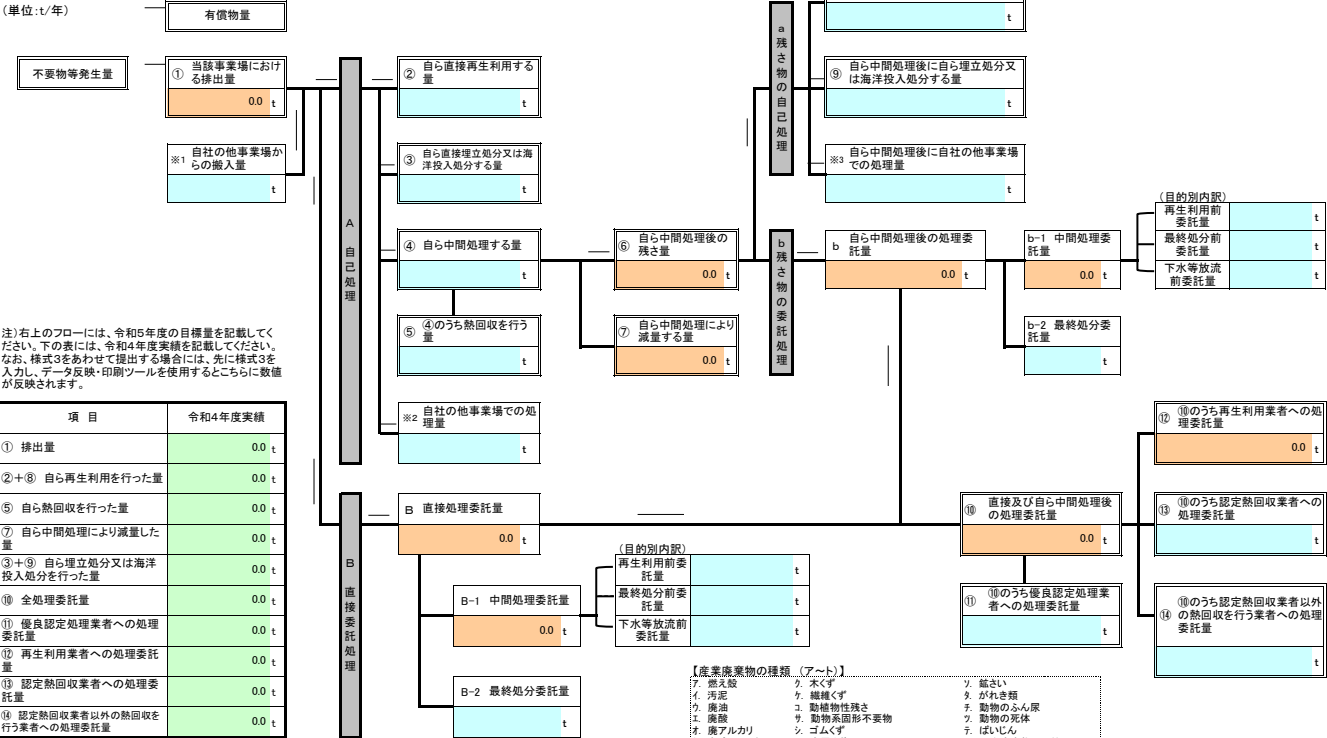 (単位:t/年)
有償物量
t
不要物等発生量
① 当該事業場におけ
る排出量
0.0 t
※1 自社の他事業場か
らの搬入量
t
A 自己処理
② 自ら直接再生利用する
量
t
③ 自ら直接埋立処分又は海
洋投入処分する量
t
④ 自ら中間処理する量
t
⑤ ④のうち熱回収を行う
量
t
※2 自社の他事業場での処
理量
t
⑥ 自ら中間処理後の
残さ量
0.0 t
⑦ 自ら中間処理により
減量する量
0.0 t
a 残さ物の自己処理
⑨ 自ら中間処理後に自ら埋立処分又
は海洋投入処分する量
t
※3 自ら中間処理後に自社の他事業場
での処理量
t
b 残さ物の委託処理
b 自ら中間処理後の処理委
託量
0.0 t
b-1 中間処理委
託量
0.0 t
b-2 最終処分委
託量
t
(目的別内訳)
再生利用前
委託量
t
最終処分前
委託量
t
下水等放流
前委託量
t
注)右上のフローには、令和5年度の目標量を記載してく
ださい。下の表には、令和4年度実績を記載してください。
なお、様式3をあわせて提出する場合には、先に様式3を
入力し、データ反映・印刷ツールを使用するとこちらに数値
が反映されます。
項 目 令和4年度実績
① 排出量 0.0 t
②+⑧ 自ら再生利用を行った量 0.0 t
⑤ 自ら熱回収を行った量 0.0 t
⑦ 自ら中間処理により減量した
量 0.0 t
③+⑨ 自ら埋立処分又は海洋
投入処分を行った量 0.0 t
⑩ 全処理委託量 0.0 t
⑪ 優良認定処理業者への処理
委託量 0.0 t
⑫ 再生利用業者への処理委託
量 0.0 t
⑬ 認定熱回収業者への処理委
託量 0.0 t
⑭ 認定熱回収業者以外の熱回収を
行う業者への処理委託量 0.0 t
B 直接委託処理
B 直接処理委託量
0.0 t
B-1 中間処理委託量
0.0 t
B-2 最終処分委託量
t
(目的別内訳)
再生利用前委
託量
t
最終処分前委
託量
t
下水等放流前
委託量
t
⑩ 直接及び自ら中間処理後
の処理委託量
0.0 t
⑪ ⑩のうち優良認定処理業
者への処理委託量
t
⑫ ⑩のうち再生利用業者への処
理委託量
0.0 t
⑬ ⑩のうち認定熱回収業者への
処理委託量
t
⑭ ⑩のうち認定熱回収業者以外
の熱回収を行う業者への処理
委託量
t
【産業廃棄物の種類 (ア~ト)】
ア. 燃え殻 ク. 木くず ソ. 鉱さい
イ. 汚泥 ケ. 繊維くず タ. がれき類
ウ. 廃油 コ. 動植物性残さ チ. 動物のふん尿
エ. 廃酸 サ. 動物系固形不要物 ツ. 動物の死体
オ. 廃アルカリ シ. ゴムくず テ. ばいじん